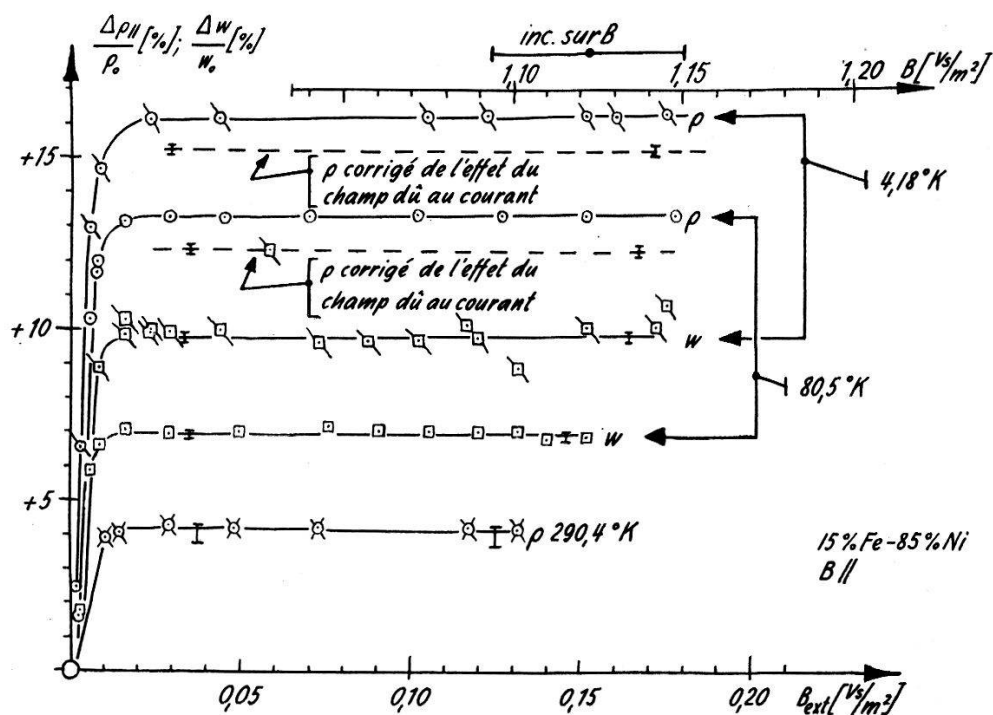 Δρ∥/ρ₀ [%]; Δw/w₀ [%]
inc. sur B
1,10 1,15 1,20 B [Vs/m²]
ρ
+15
ρ corrigé de l'effet du
champ dû au courant
4,18°K
ρ
ρ corrigé de l'effet du
champ dû au courant
+10
w
80,5°K
w
+5
ρ 290,4°K
15%Fe-85%Ni
B ∥
0
0,05 0,10 0,15 0,20 Bext [Vs/m²]